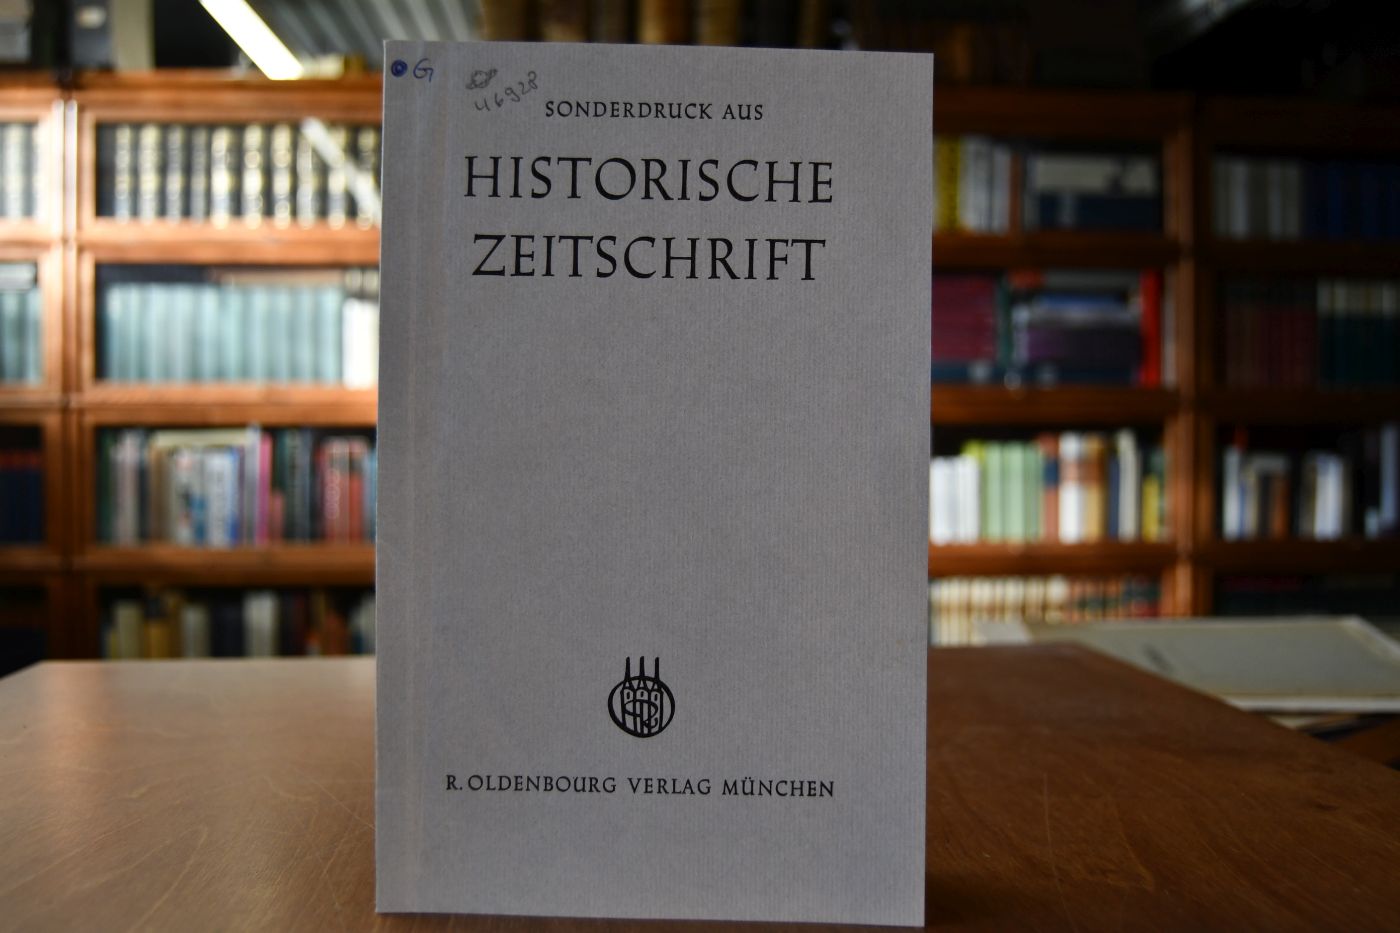 G
46928
SONDERDRUCK AUS
HISTORISCHE
ZEITSCHRIFT
R. OLDENBOURG VERLAG MÜNCHEN